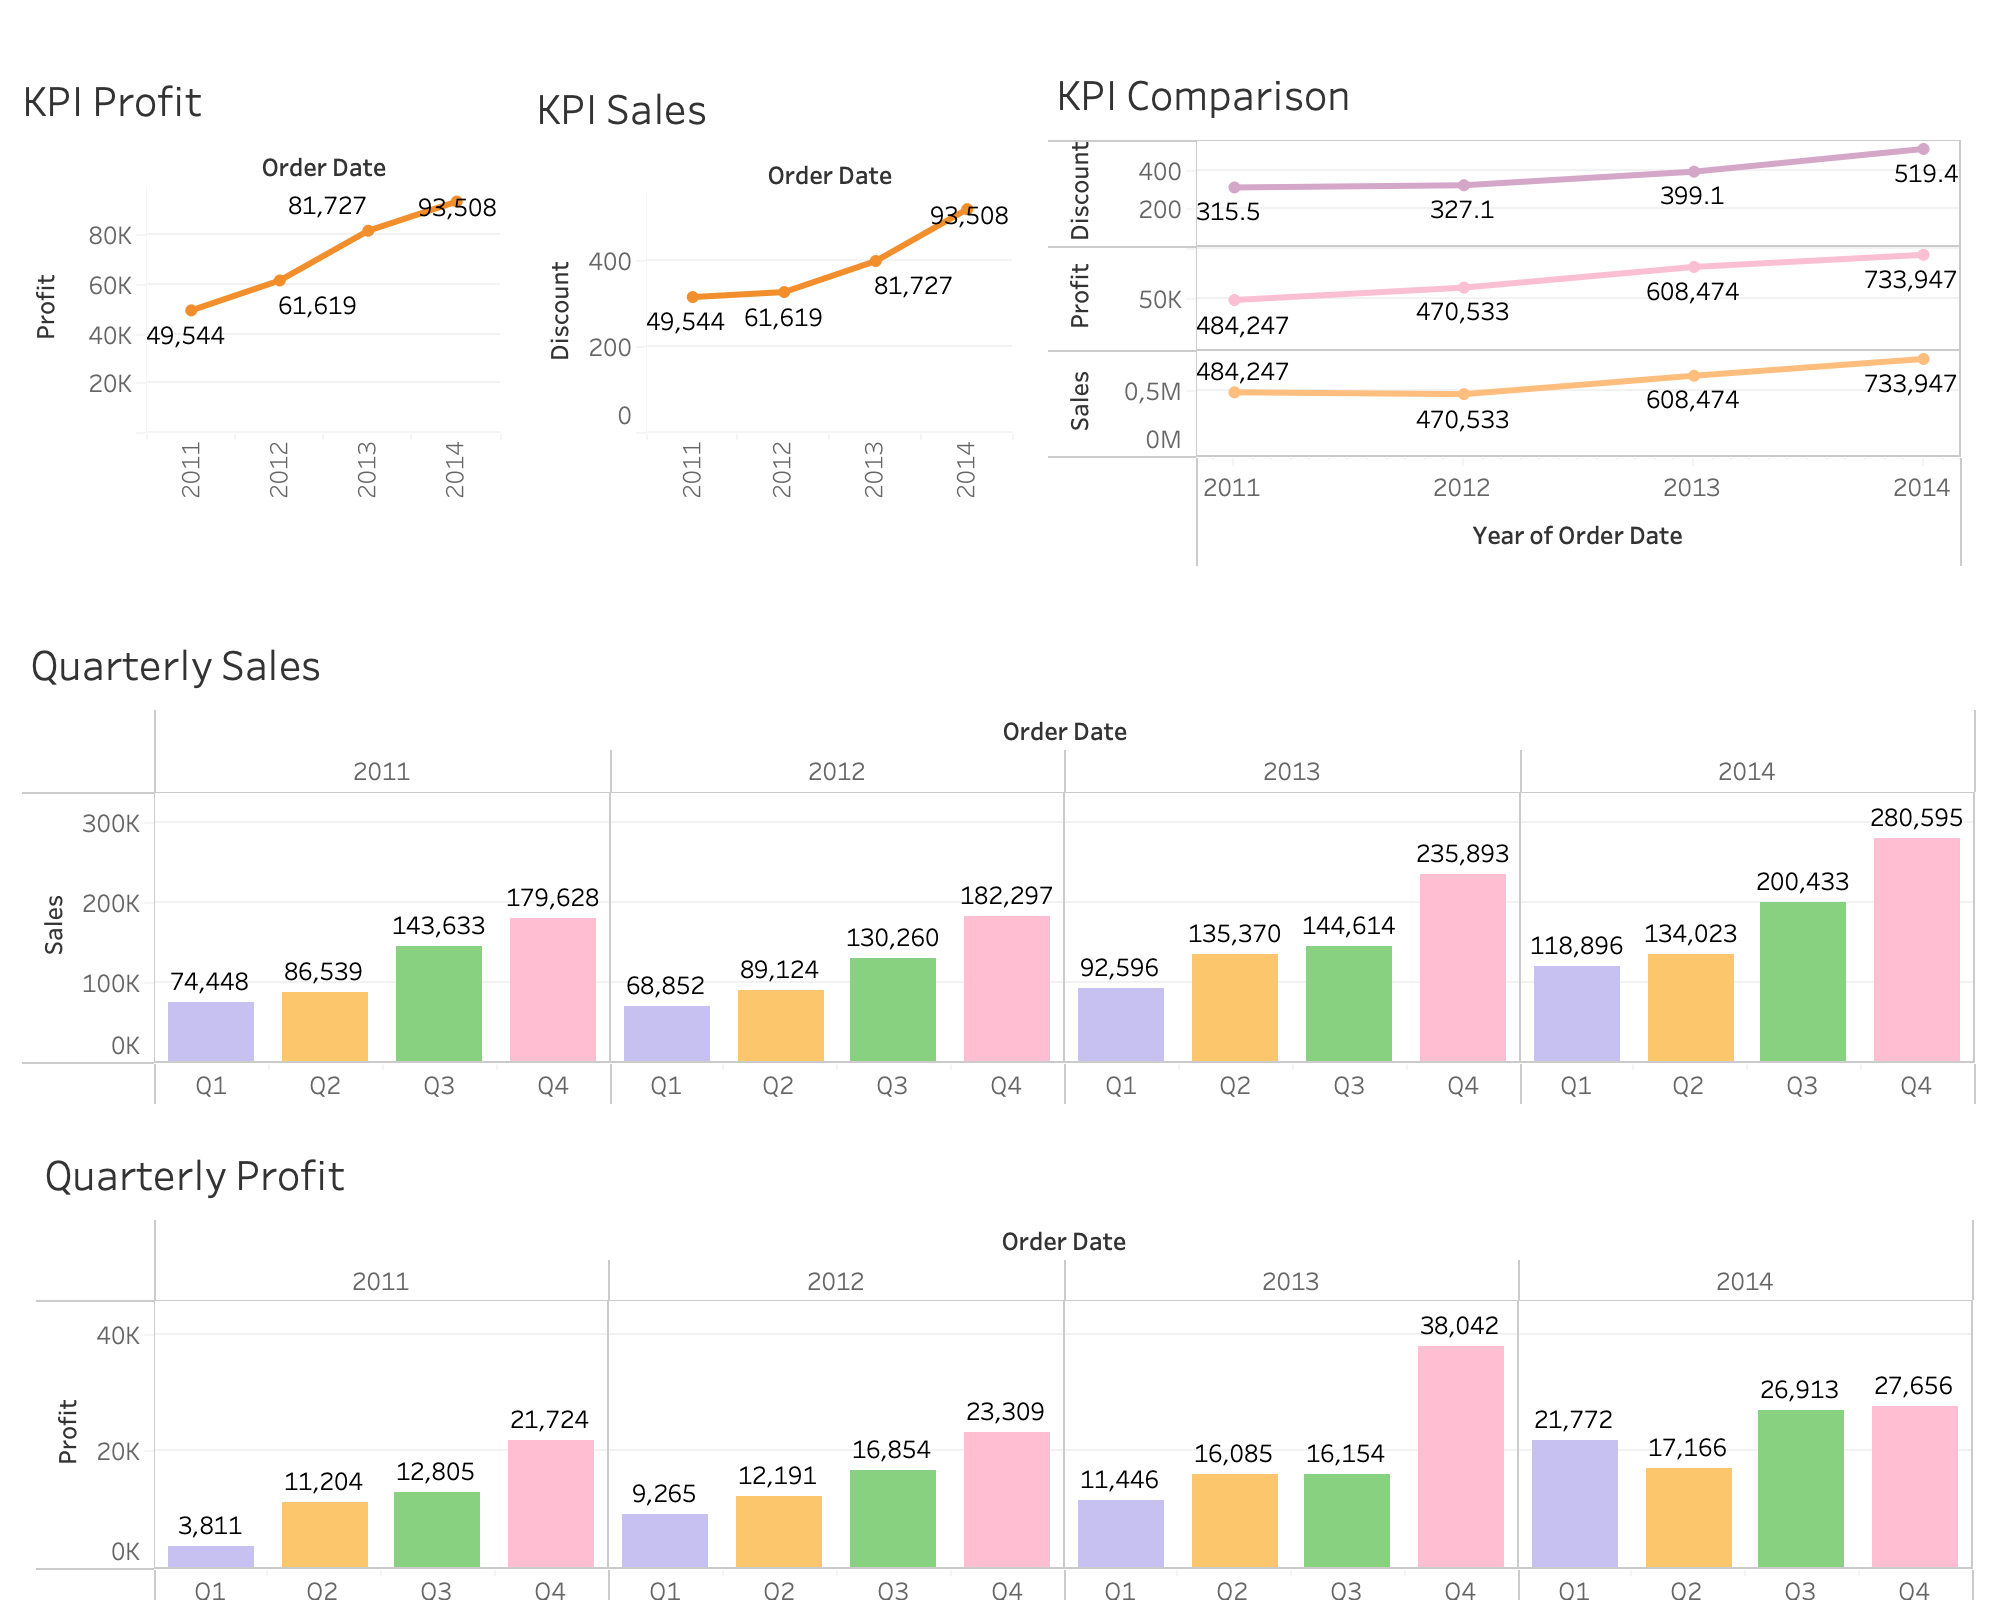 KPI Profit
Order Date
Profit
80K
60K
40K
20K
49,544
61,619
81,727
93,508
2011
2012
2013
2014
KPI Sales
Order Date
Discount
400
200
0
49,544
61,619
81,727
93,508
2011
2012
2013
2014
KPI Comparison
Discount
400
200
315.5
327.1
399.1
519.4
Profit
50K
484,247
470,533
608,474
733,947
Sales
0,5M
0M
484,247
470,533
608,474
733,947
2011
2012
2013
2014
Year of Order Date
Quarterly Sales
Order Date
2011
2012
2013
2014
Sales
300K
200K
100K
0K
74,448
86,539
143,633
179,628
68,852
89,124
130,260
182,297
92,596
135,370
144,614
235,893
118,896
134,023
200,433
280,595
Q1
Q2
Q3
Q4
Q1
Q2
Q3
Q4
Q1
Q2
Q3
Q4
Q1
Q2
Q3
Q4
Quarterly Profit
Order Date
2011
2012
2013
2014
Profit
40K
20K
0K
3,811
11,204
12,805
21,724
9,265
12,191
16,854
23,309
11,446
16,085
16,154
38,042
21,772
17,166
26,913
27,656
Q1
Q2
Q3
Q4
Q1
Q2
Q3
Q4
Q1
Q2
Q3
Q4
Q1
Q2
Q3
Q4